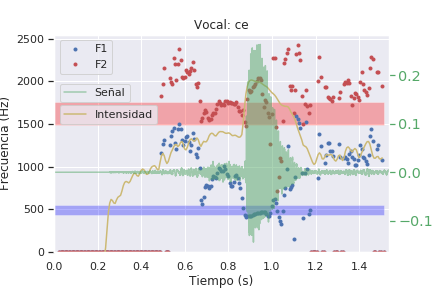 Vocal: ce
2500
2000
1500
1000
500
0
Frecuencia (Hz)
F1
F2
Señal
Intensidad
0.2
0.1
0.0
−0.1
0.0 0.2 0.4 0.6 0.8 1.0 1.2 1.4
Tiempo (s)